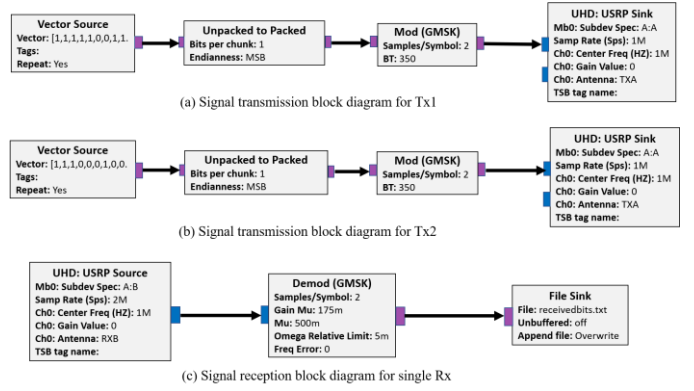 Vector Source
Vector: [1,1,1,1,1,0,0,1,1.
Tags:
Repeat: Yes
Unpacked to Packed
Bits per chunk: 1
Endianness: MSB
Mod (GMSK)
Samples/Symbol: 2
BT: 350
UHD: USRP Sink
Mb0: Subdev Spec: A:A
Samp Rate (Sps): 1M
Ch0: Center Freq (HZ): 1M
Ch0: Gain Value: 0
Ch0: Antenna: TXA
TSB tag name:
(a) Signal transmission block diagram for Tx1
Vector Source
Vector: [1,1,1,0,0,0,1,0,0.
Tags:
Repeat: Yes
Unpacked to Packed
Bits per chunk: 1
Endianness: MSB
Mod (GMSK)
Samples/Symbol: 2
BT: 350
UHD: USRP Sink
Mb0: Subdev Spec: A:A
Samp Rate (Sps): 1M
Ch0: Center Freq (HZ): 1M
Ch0: Gain Value: 0
Ch0: Antenna: TXA
TSB tag name:
(b) Signal transmission block diagram for Tx2
UHD: USRP Source
Mb0: Subdev Spec: A:B
Samp Rate (Sps): 2M
Ch0: Center Freq (HZ): 1M
Ch0: Gain Value: 0
Ch0: Antenna: RXB
TSB tag name:
Demod (GMSK)
Samples/Symbol: 2
Gain Mu: 175m
Mu: 500m
Omega Relative Limit: 5m
Freq Error: 0
File Sink
File: receivedbits.txt
Unbuffered: off
Append file: Overwrite
(c) Signal reception block diagram for single Rx